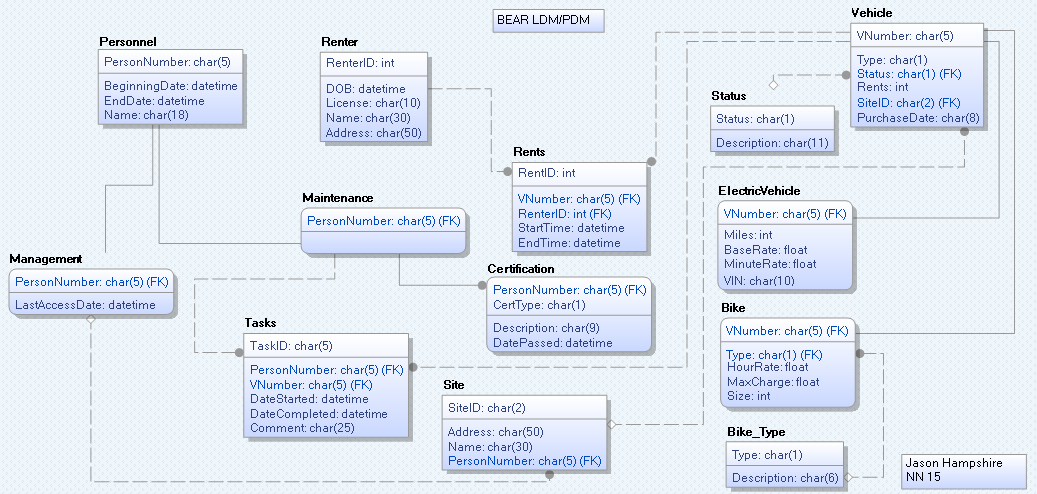 BEAR LDM/PDM
Personnel
PersonNumber: char(5)
BeginningDate: datetime
EndDate: datetime
Name: char(18)
Renter
RenterID: int
DOB: datetime
License: char(10)
Name: char(30)
Address: char(50)
Vehicle
VNumber: char(5)
Type: char(1)
Status: char(1) (FK)
Rents: int
SiteID: char(2) (FK)
PurchaseDate: char(8)
Status
Status: char(1)
Description: char(11)
Rents
RentID: int
VNumber: char(5) (FK)
RenterID: int (FK)
StartTime: datetime
EndTime: datetime
Maintenance
PersonNumber: char(5) (FK)
ElectricVehicle
VNumber: char(5) (FK)
Miles: int
BaseRate: float
MinuteRate: float
VIN: char(10)
Management
PersonNumber: char(5) (FK)
LastAccessDate: datetime
Certification
PersonNumber: char(5) (FK)
CertType: char(1)
Description: char(9)
DatePassed: datetime
Bike
VNumber: char(5) (FK)
Type: char(1) (FK)
HourRate: float
MaxCharge: float
Size: int
Tasks
TaskID: char(5)
PersonNumber: char(5) (FK)
VNumber: char(5) (FK)
DateStarted: datetime
DateCompleted: datetime
Comment: char(25)
Site
SiteID: char(2)
Address: char(50)
Name: char(30)
PersonNumber: char(5) (FK)
Bike_Type
Type: char(1)
Description: char(6)
Jason Hampshire
NN 15